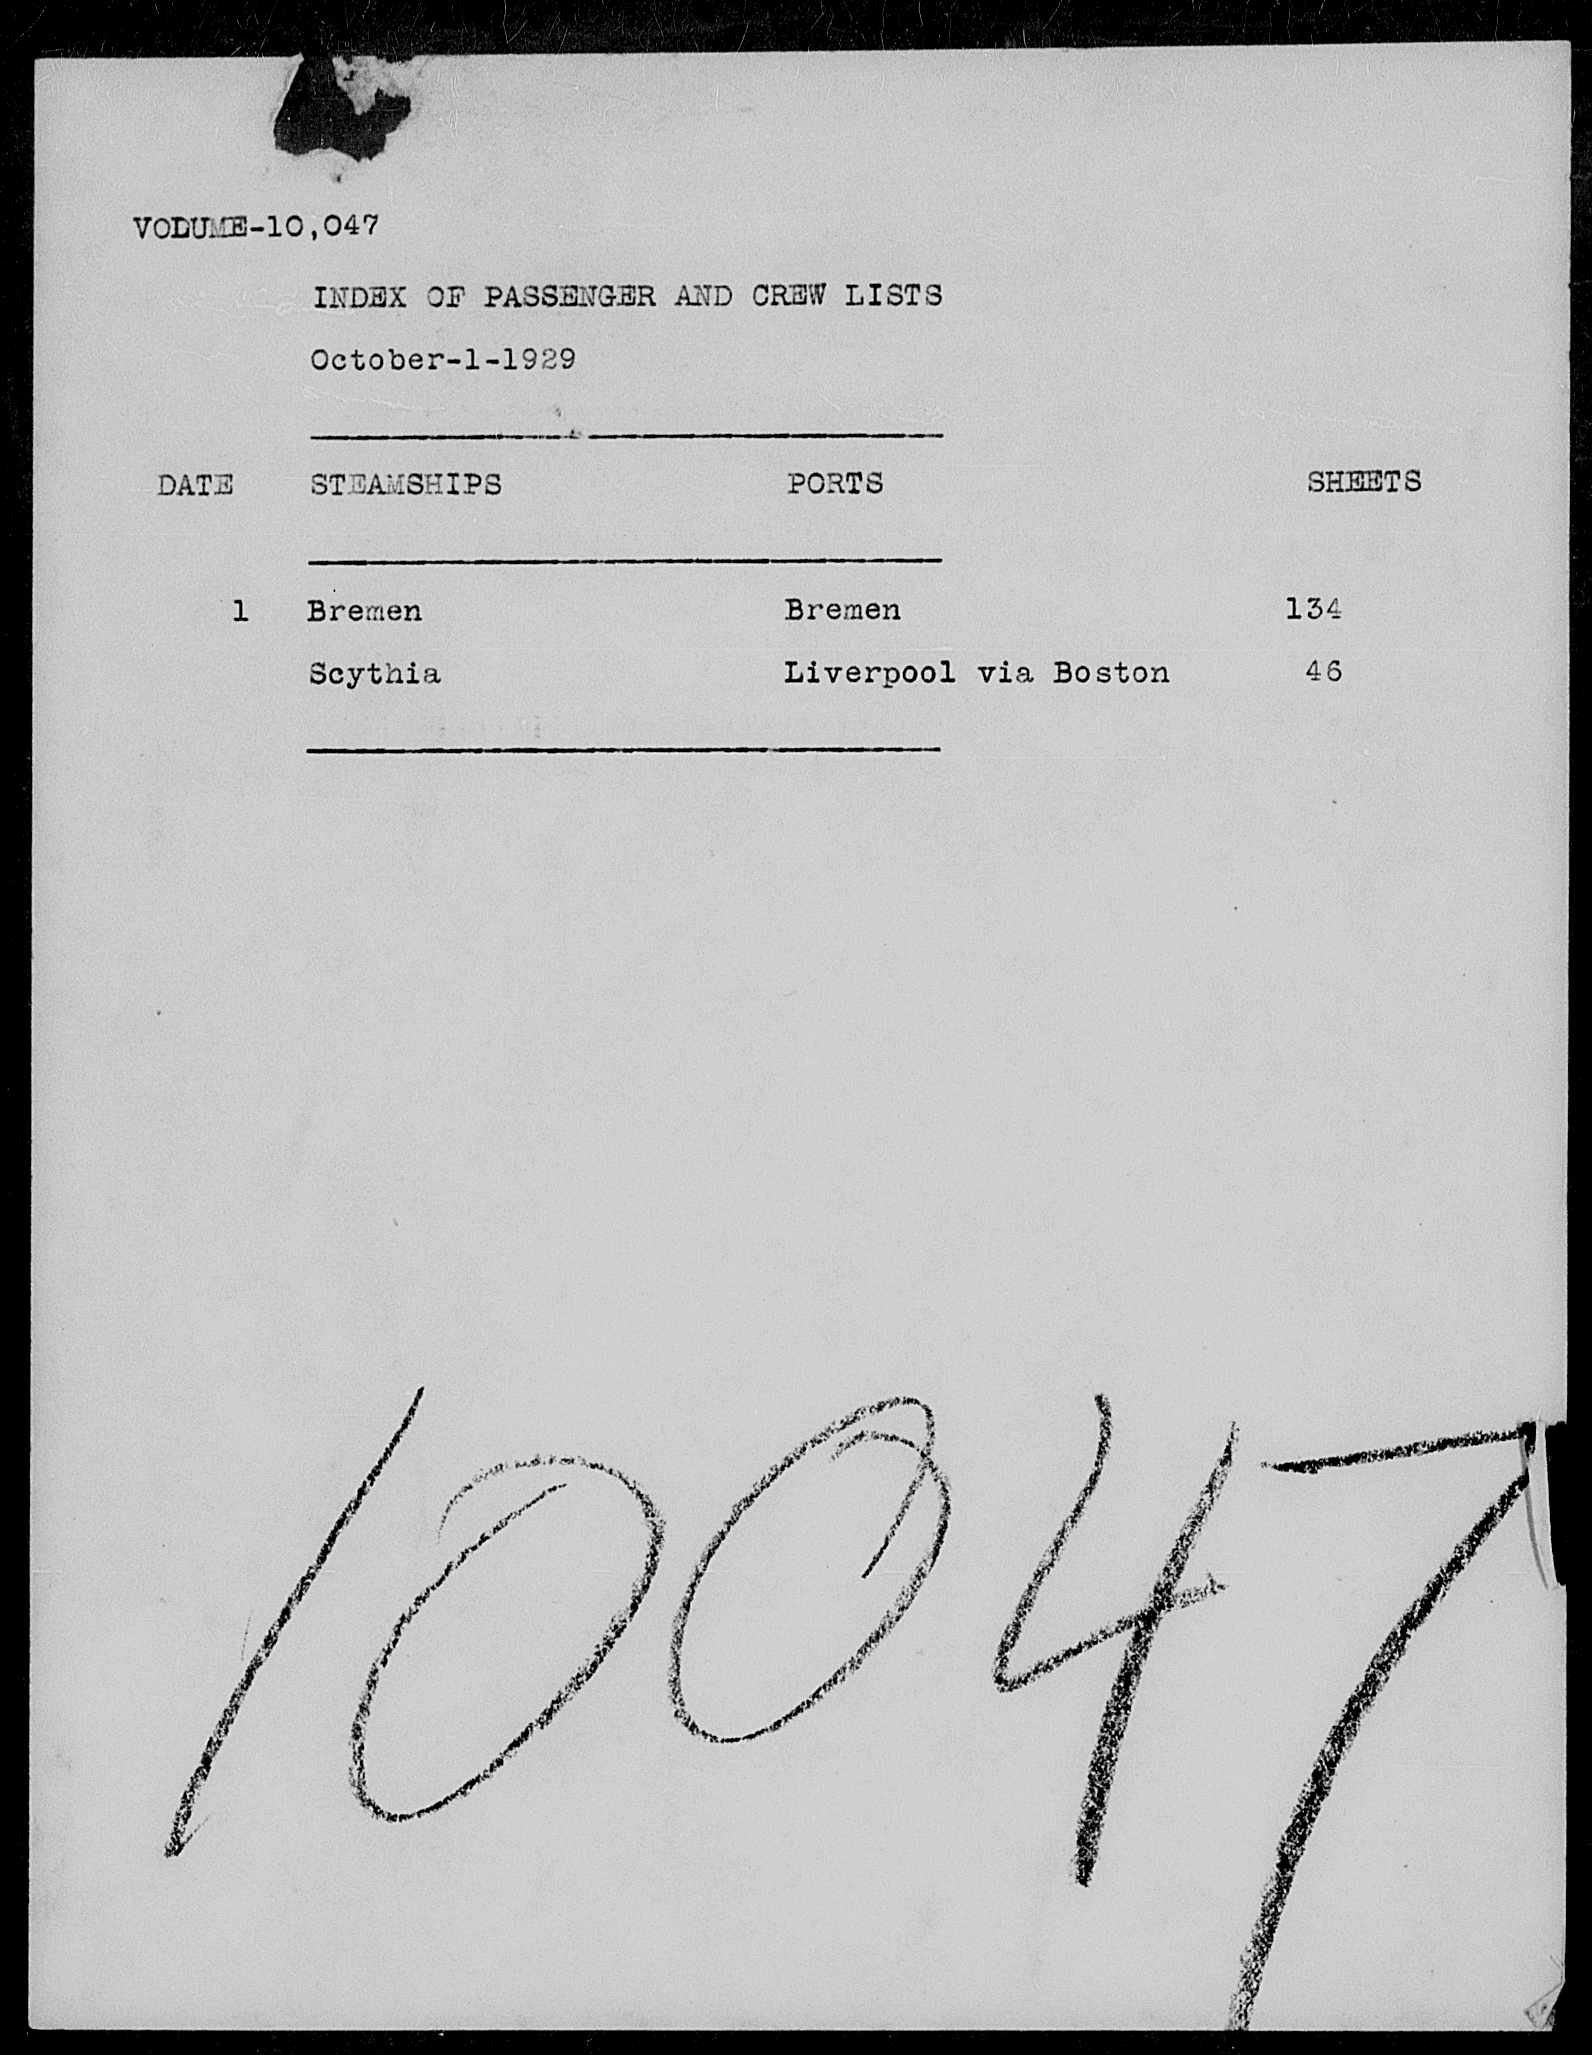 VOLUME-10,047
INDEX OF PASSENGER AND CREW LISTS
October-1-1929
DATE STEAMSHIPS PORTS SHEETS
1 Bremen Bremen 134
Scythia Liverpool via Boston 46
10047